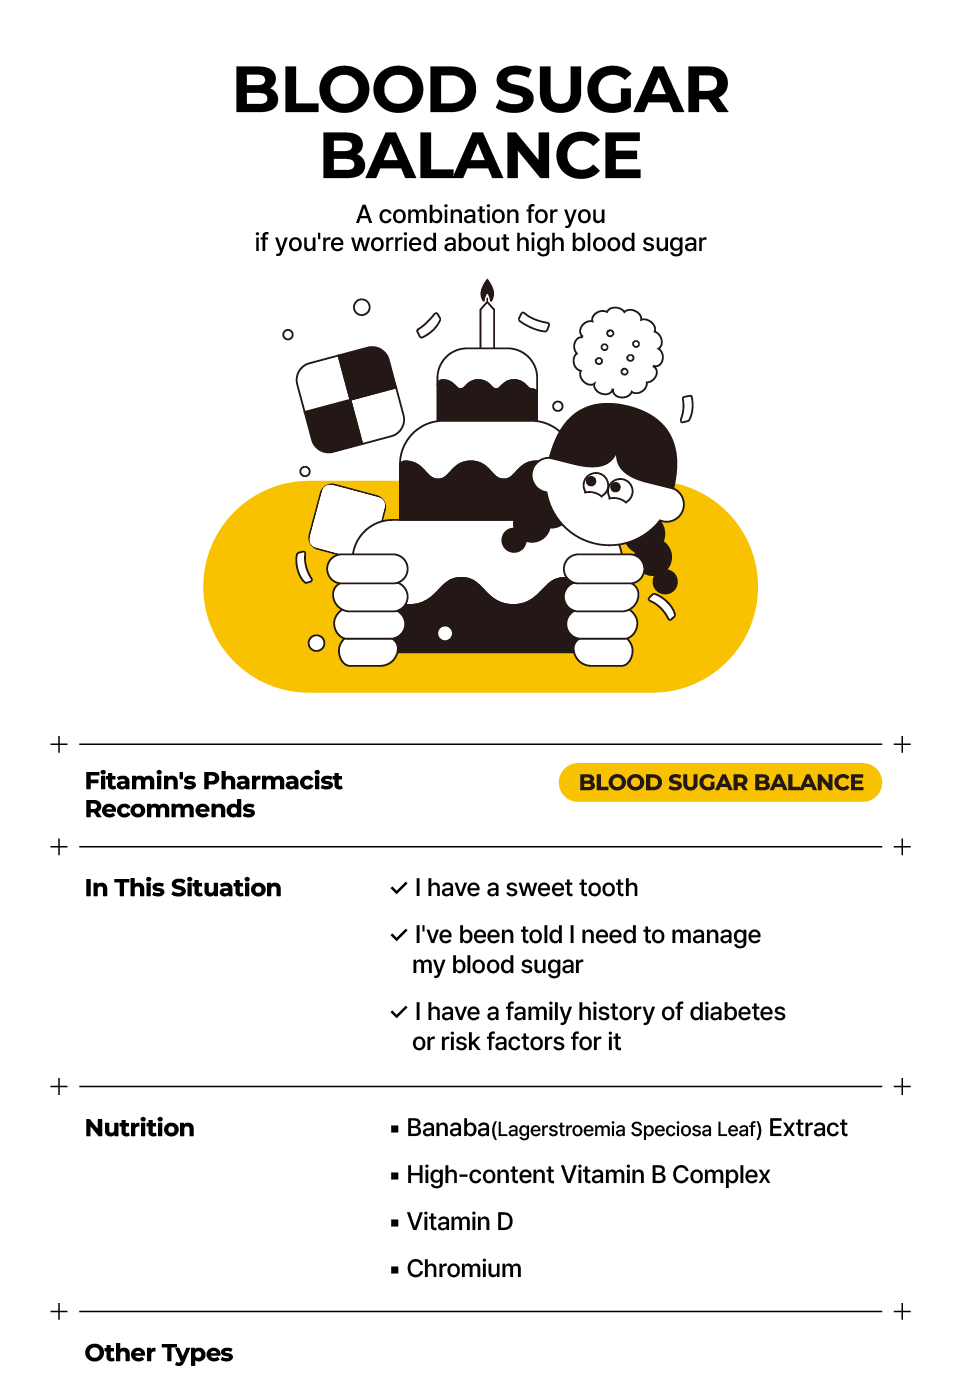 BLOOD SUGAR
BALANCE
A combination for you
if you're worried about high blood sugar
Fitamin's Pharmacist
Recommends
BLOOD SUGAR BALANCE
In This Situation
✓ I have a sweet tooth
✓ I've been told I need to manage
my blood sugar
✓ I have a family history of diabetes
or risk factors for it
Nutrition
▪ Banaba(Lagerstroemia Speciosa Leaf) Extract
▪ High-content Vitamin B Complex
▪ Vitamin D
▪ Chromium
Other Types